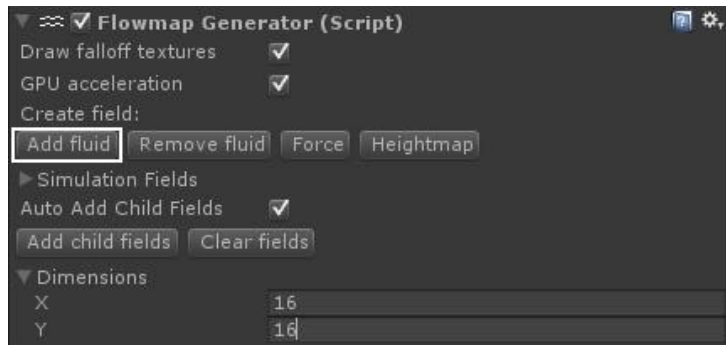 Flowmap Generator (Script)
Draw falloff textures
GPU acceleration
Create field:
Add fluid Remove fluid Force Heightmap
Simulation Fields
Auto Add Child Fields
Add child fields Clear fields
Dimensions
X 16
Y 16